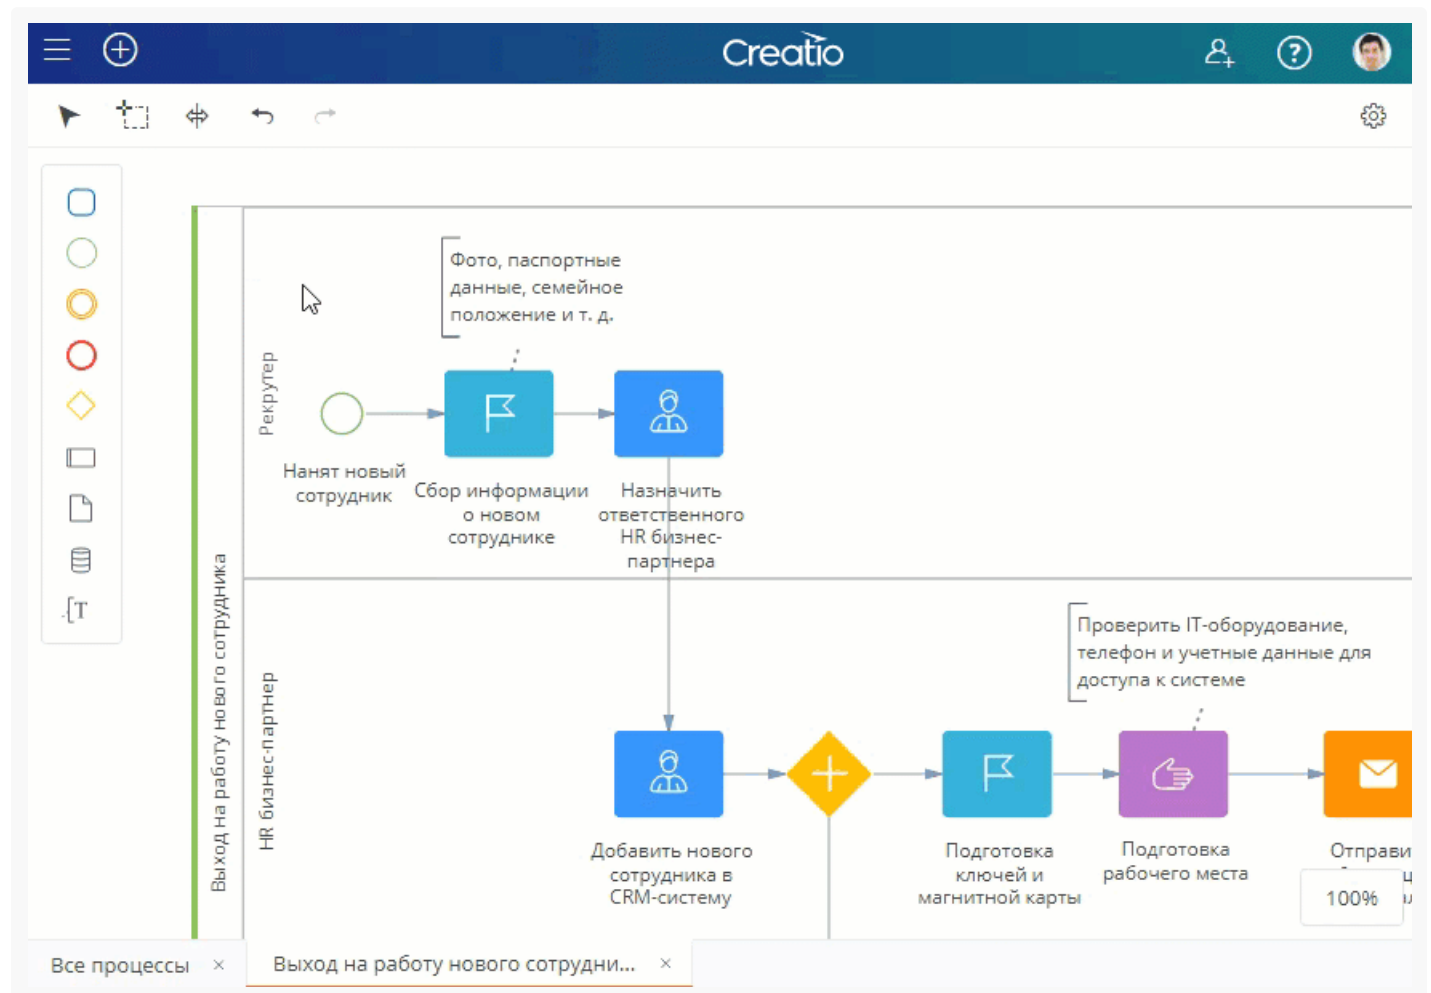 Creatio
Фото, паспортные
данные, семейное
положение и т. д.
Рекрутер
Нанят новый
сотрудник
Сбор информации
о новом
сотруднике
Назначить
ответственного
HR бизнес-
партнера
Выход на работу нового сотрудника
HR бизнес-партнер
Проверить IT-оборудование,
телефон и учетные данные для
доступа к системе
Добавить нового
сотрудника в
CRM-систему
Подготовка
ключей и
магнитной карты
Подготовка
рабочего места
Отправи
100%
T
Все процессы ×
Выход на работу нового сотрудни... ×